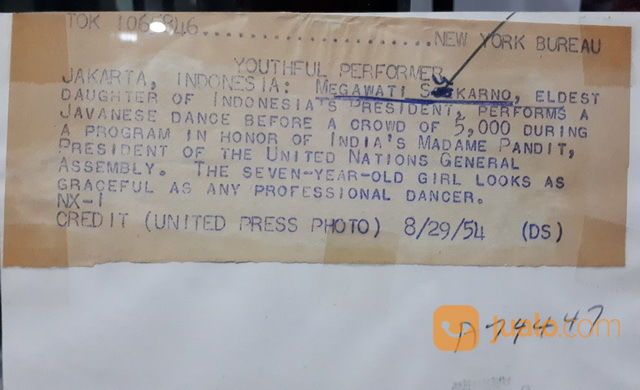 TOK
NEW YORK BUREAU
YOUTHFUL PERFORMER
JAKARTA, INDONESIA: MEGAWATI , ELDEST
DAUGHTER OF INDONESIA'S PRESIDENT, PERFORMS A
JAVANESE DANCE BEFORE A CROWD OF 5,000 DURING
A PROGRAM IN HONOR OF INDIA'S MADAME PANDIT,
PRESIDENT OF THE UNITED NATIONS GENERAL
ASSEMBLY. THE SEVEN-YEAR-OLD GIRL LOOKS AS
GRACEFUL AS ANY PROFESSIONAL DANCER.
NX-1
CREDIT (UNITED PRESS PHOTO) 8/29/54 (DS)
jualo.com